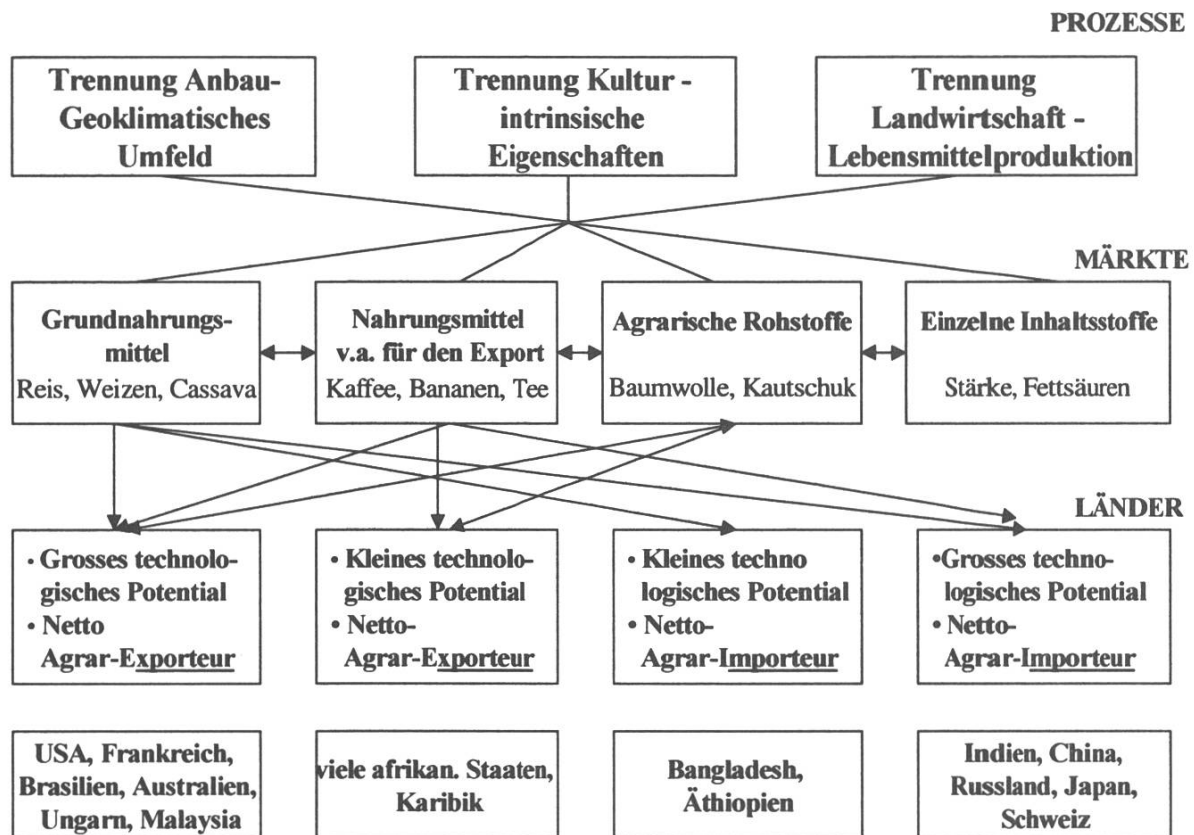 PROZESSE
Trennung Anbau-
Geoklimatisches
Umfeld
Trennung Kultur -
intrinsische
Eigenschaften
Trennung
Landwirtschaft -
Lebensmittelproduktion
MÄRKTE
Grundnahrungs-
mittel
Reis, Weizen, Cassava
Nahrungsmittel
v.a. für den Export
Kaffee, Bananen, Tee
Agrarische Rohstoffe
Baumwolle, Kautschuk
Einzelne Inhaltsstoffe
Stärke, Fettsäuren
LÄNDER
• Grosses technolo-
gisches Potential
• Netto
Agrar-Exporteur
• Kleines technolo-
gisches Potential
• Netto-
Agrar-Exporteur
• Kleines techno
logisches Potential
• Netto-
Agrar-Importeur
• Grosses techno-
logisches Potential
• Netto-
Agrar-Importeur
USA, Frankreich,
Brasilien, Australien,
Ungarn, Malaysia
viele afrikan. Staaten,
Karibik
Bangladesh,
Äthiopien
Indien, China,
Russland, Japan,
Schweiz